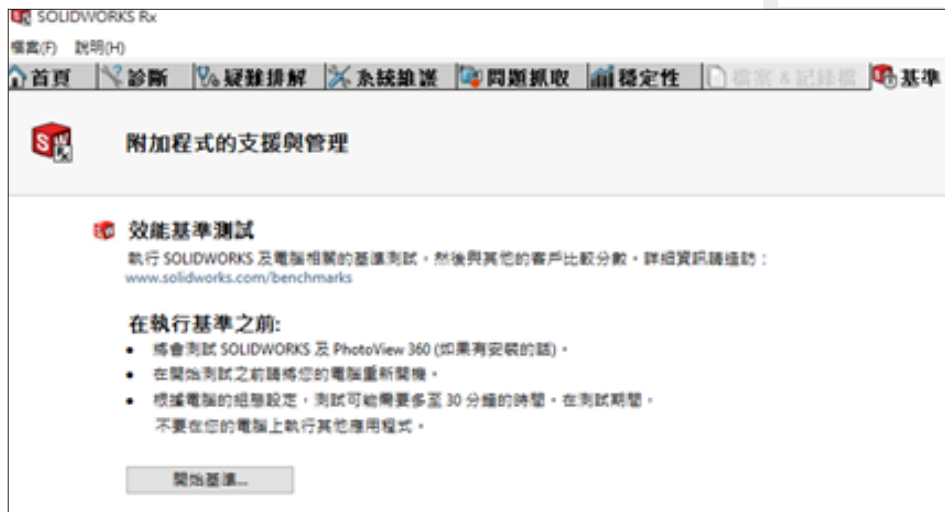 SOLIDWORKS Rx
檔案(F) 說明(H)
首頁 診斷 疑難排解 系統維護 問題抓取 穩定性 檔案 & 記錄檔 基準
附加程式的支援與管理
效能基準測試
執行 SOLIDWORKS 及電腦相關的基準測試，然後與其他的客戶比較分數。詳細資訊請造訪：
www.solidworks.com/benchmarks
在執行基準之前:
• 將會測試 SOLIDWORKS 及 PhotoView 360 (如果有安裝的話)。
• 在開始測試之前請將您的電腦重新開機。
• 根據電腦的組態設定，測試可能需要多至 30 分鐘的時間。在測試期間，
不要在您的電腦上執行其他應用程式。
開始基準...